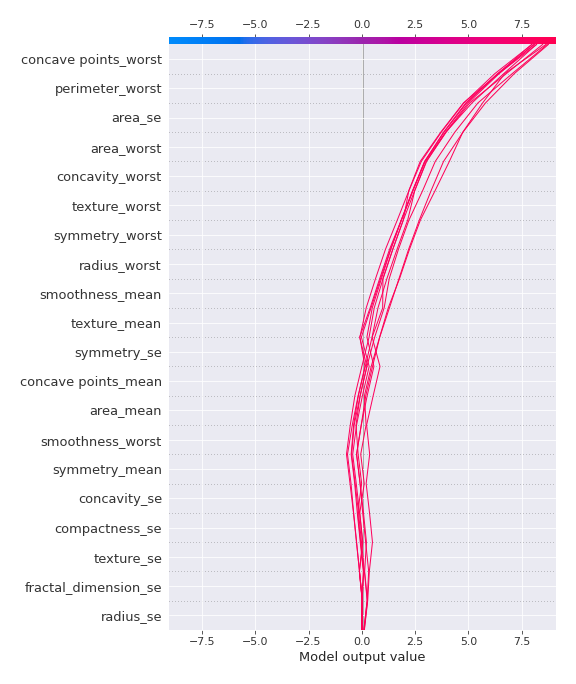 −7.5 −5.0 −2.5 0.0 2.5 5.0 7.5
concave points_worst
perimeter_worst
area_se
area_worst
concavity_worst
texture_worst
symmetry_worst
radius_worst
smoothness_mean
texture_mean
symmetry_se
concave points_mean
area_mean
smoothness_worst
symmetry_mean
concavity_se
compactness_se
texture_se
fractal_dimension_se
radius_se
−7.5 −5.0 −2.5 0.0 2.5 5.0 7.5
Model output value